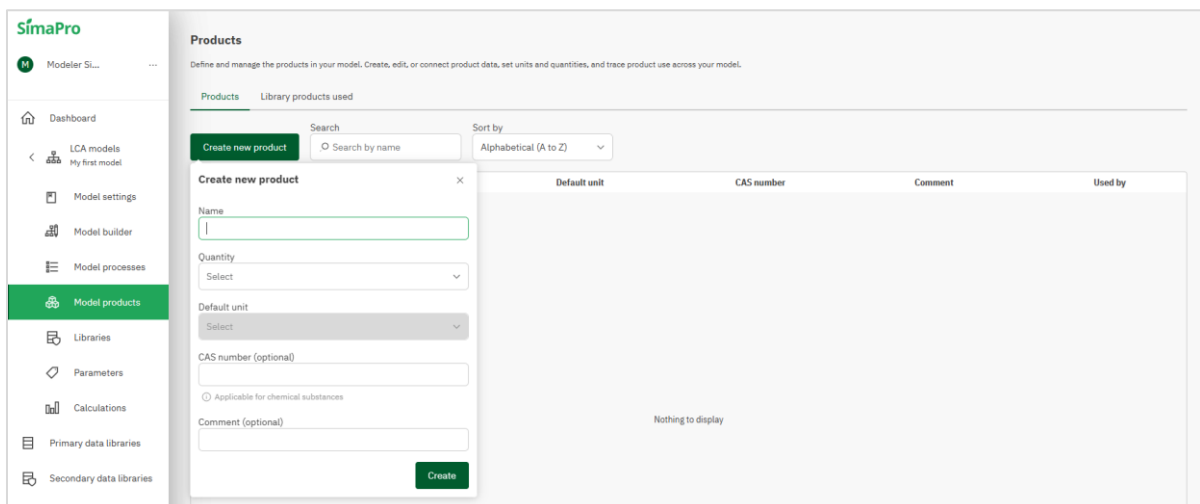 SimaPro
M
Modeler Si...
...
Dashboard
LCA models
My first model
Model settings
Model builder
Model processes
Model products
Libraries
Parameters
Calculations
Primary data libraries
Secondary data libraries
Products
Define and manage the products in your model. Create, edit, or connect product data, set units and quantities, and trace product use across your model.
Products Library products used
Search Sort by
Create new product Search by name Alphabetical (A to Z)
Default unit CAS number Comment Used by
Nothing to display
Create new product
Name
Quantity
Select
Default unit
Select
CAS number (optional)
Applicable for chemical substances
Comment (optional)
Create